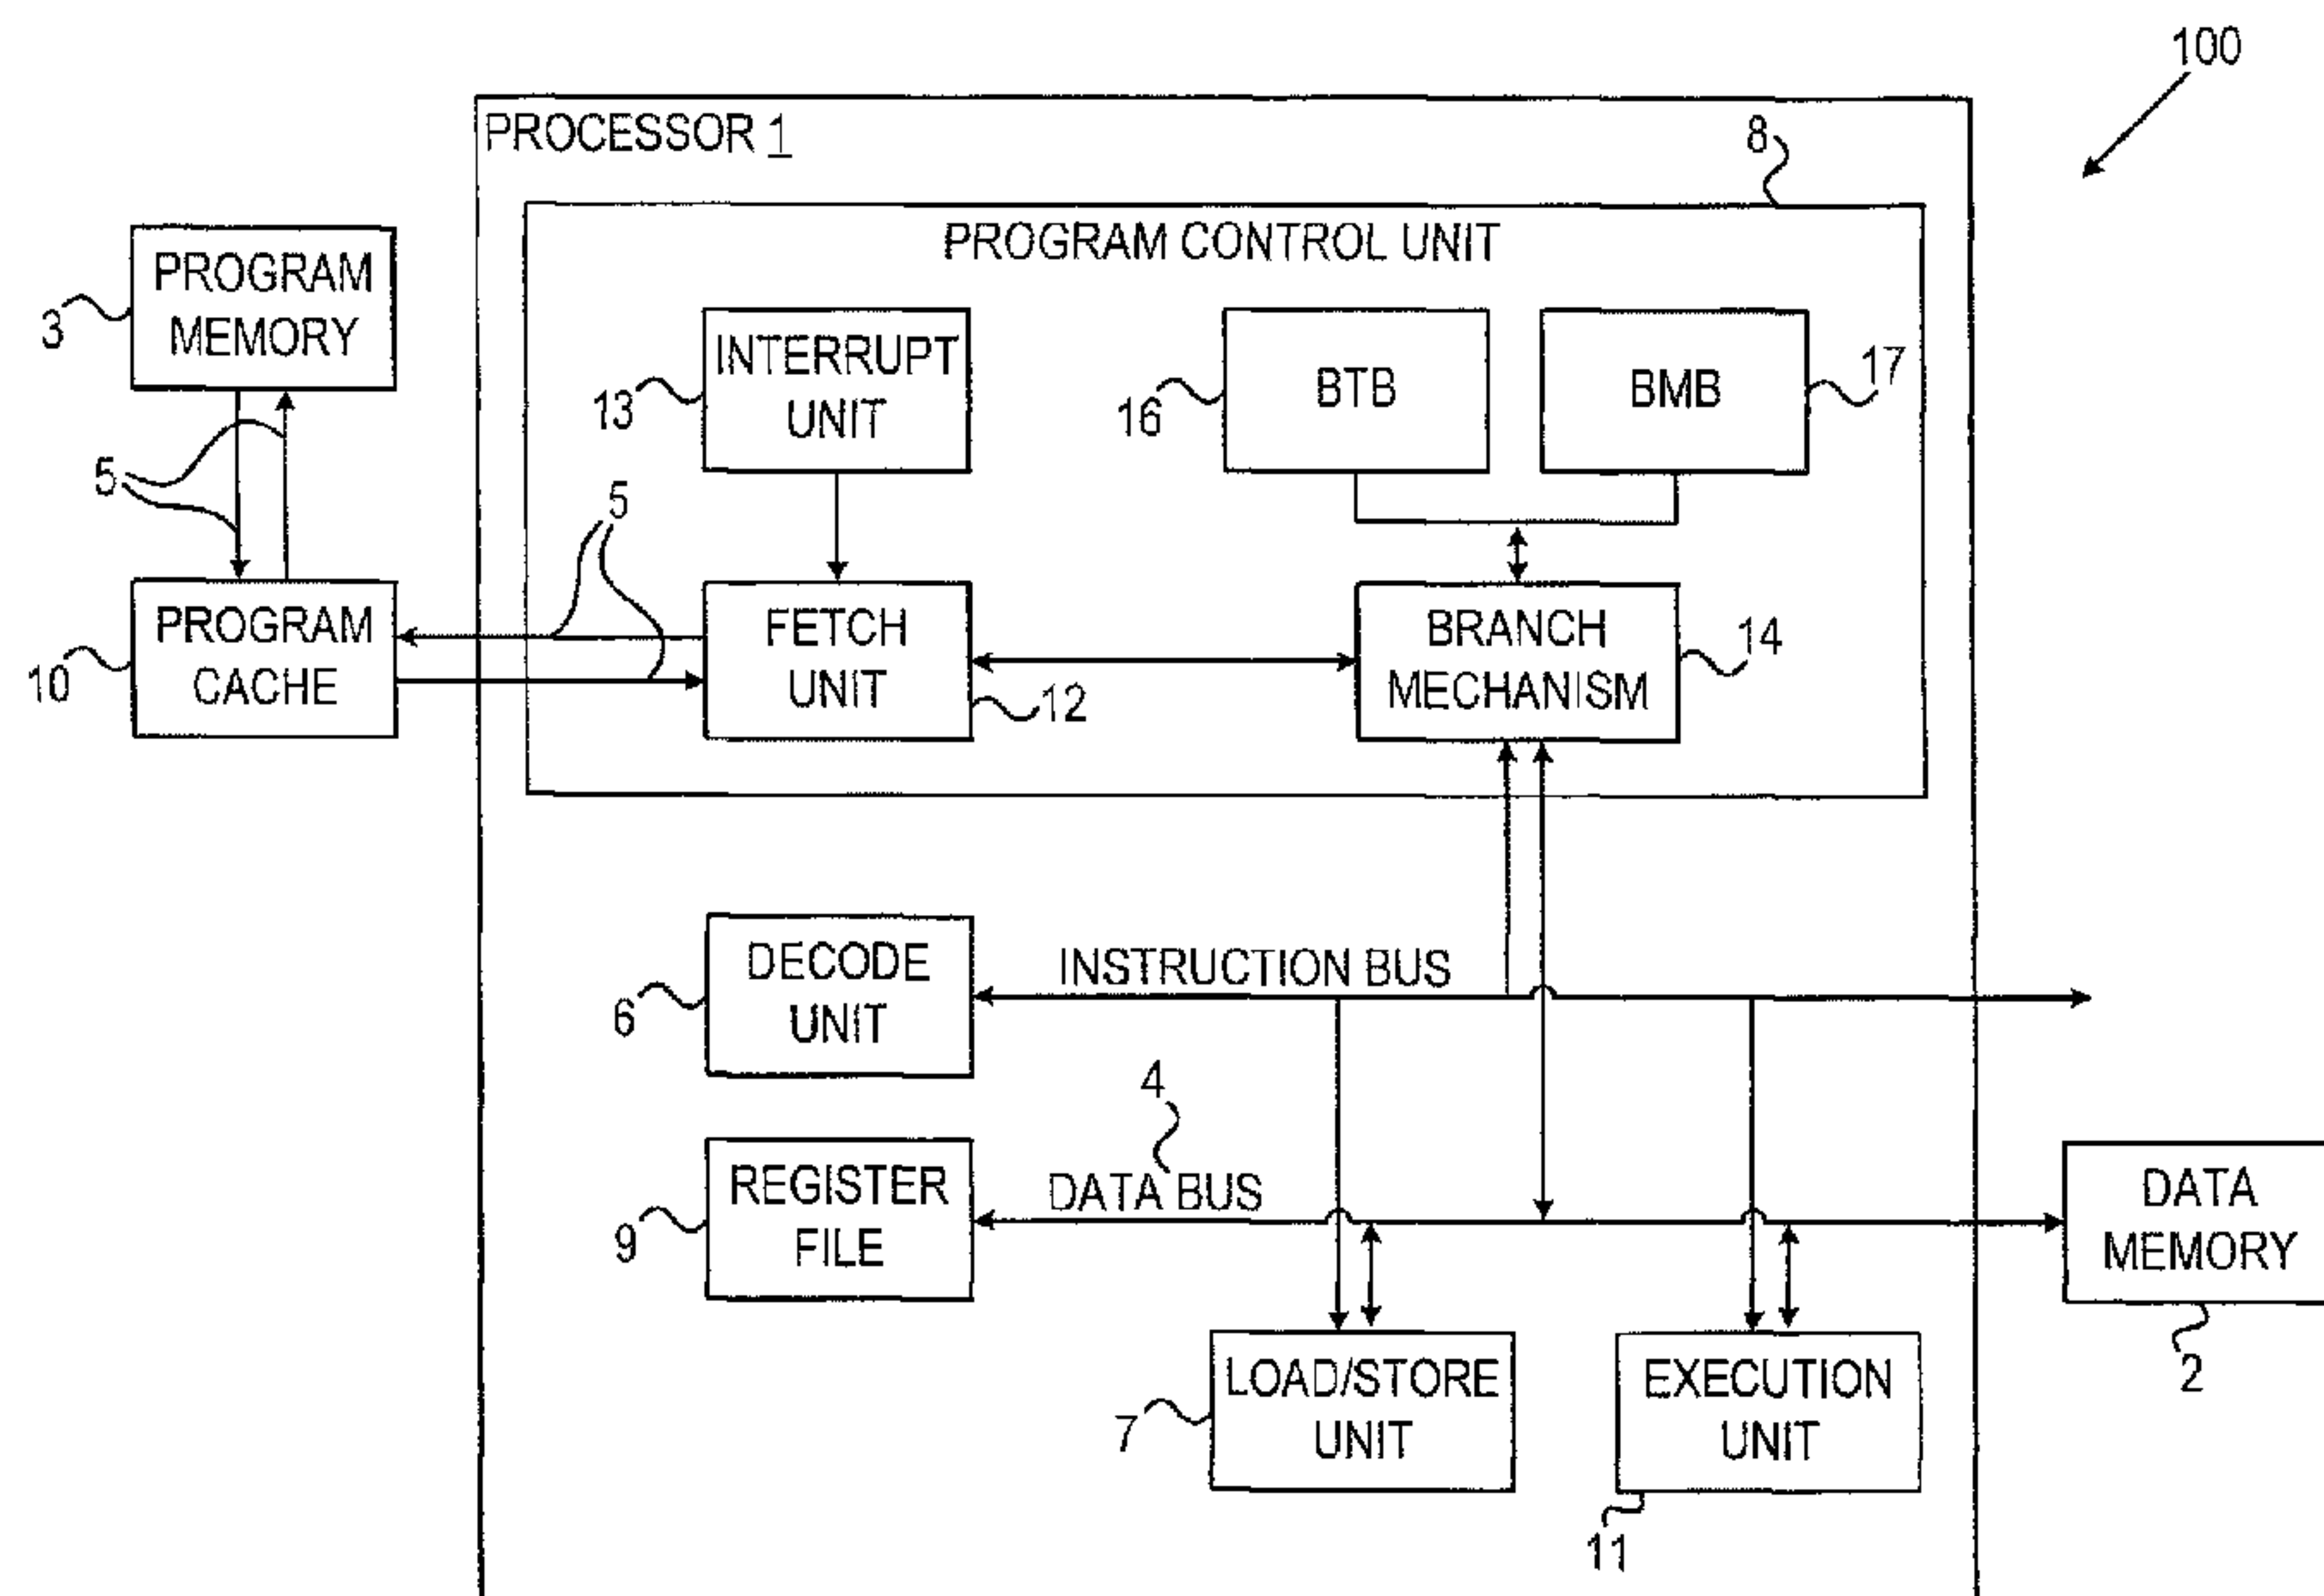 100
PROCESSOR 1
8
PROGRAM CONTROL UNIT
PROGRAM
MEMORY
3
INTERRUPT
UNIT
13
BTB
16
BMB
17
5
5
PROGRAM
CACHE
10
FETCH
UNIT
12
BRANCH
MECHANISM
14
DECODE
UNIT
6
INSTRUCTION BUS
4
REGISTER
FILE
9
DATA BUS
DATA
MEMORY
2
LOAD/STORE
UNIT
7
EXECUTION
UNIT
11